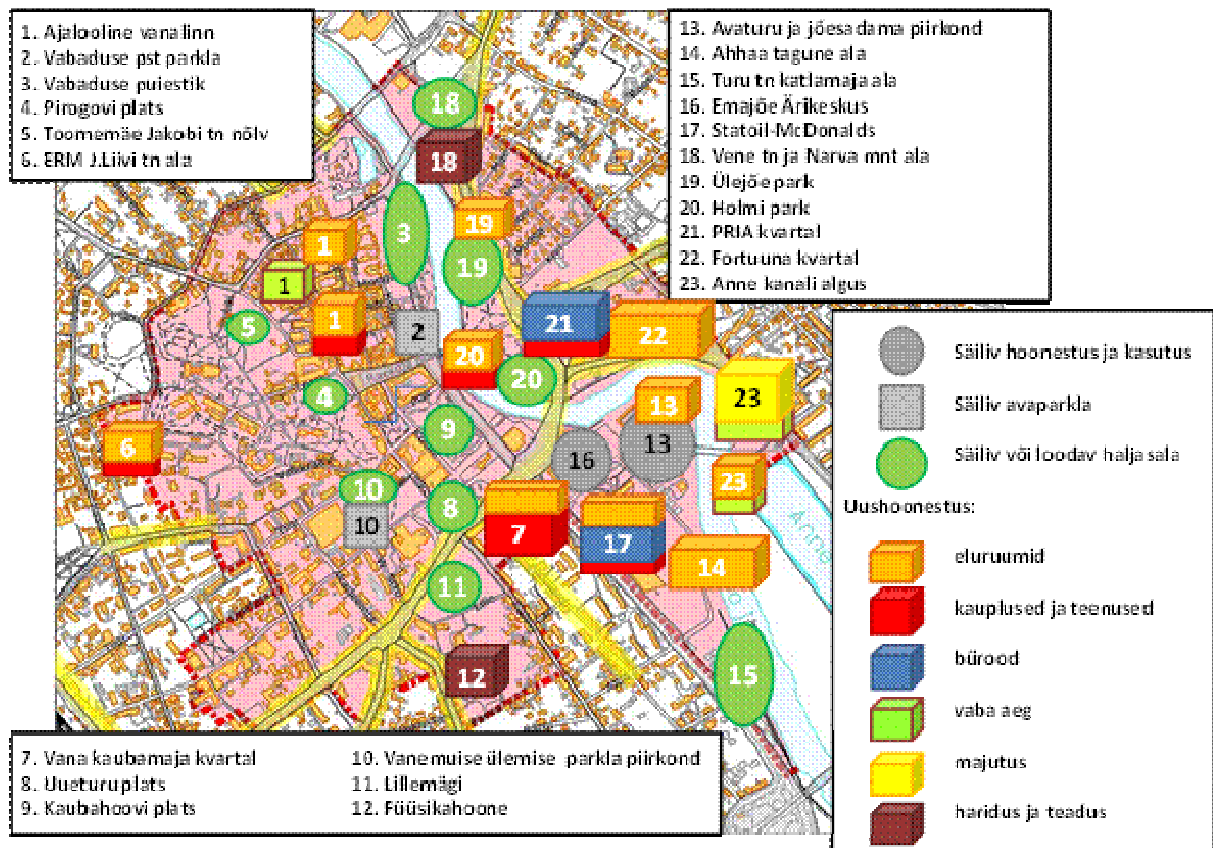 1. Ajalooline vanalinn
2. Vabaduse pst parkla
3. Vabaduse puiestik
4. Pirogovi plats
5. Toomemäe Jakobi tn nõlv
6. ERM J.Liivi tn ala
13. Avaturu ja jõesadama piirkond
14. Ahhaa tagune ala
15. Turu tn katlamaja ala
16. Emajõe Ärikeskus
17. Statoil-McDonalds
18. Vene tn ja Narva mnt ala
19. Ülejõe park
20. Holmi park
21. PRIA kvartal
22. Fortuuna kvartal
23. Anne kanali algus
18
18
3
19
1
19
1
5
1
2
21
22
20
20
4
13
23
9
6
13
16
23
10
8
10
7
17
14
11
12
15
Anne
Säiliv hoonestus ja kasutus
Säiliv avaparkla
Säiliv või loodav haljasala
Uushoonestus:
eluruumid
kauplused ja teenused
bürood
vaba aeg
majutus
haridus ja teadus
7. Vana kaubamaja kvartal
8. Uueturu plats
9. Kaubahoovi plats
10. Vanemuise ülemise parkla piirkond
11. Lillemägi
12. Füüsikahoone